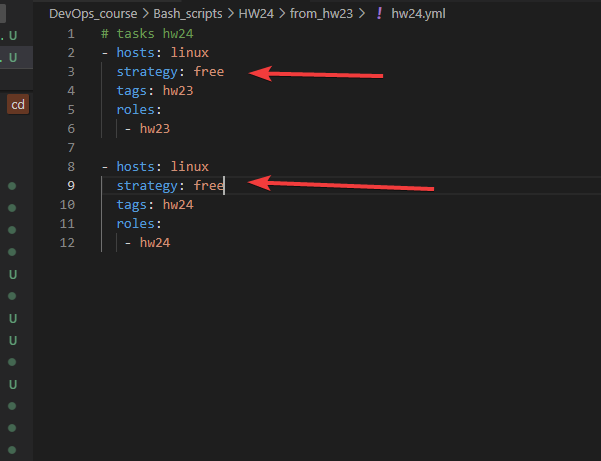 DevOps_course > Bash_scripts > HW24 > from_hw23 > ! hw24.yml
. U
. U
cd
U
U
U
U
1 # tasks hw24
2 - hosts: linux
3 strategy: free
4 tags: hw23
5 roles:
6 - hw23
7
8 - hosts: linux
9 strategy: free
10 tags: hw24
11 roles:
12 - hw24